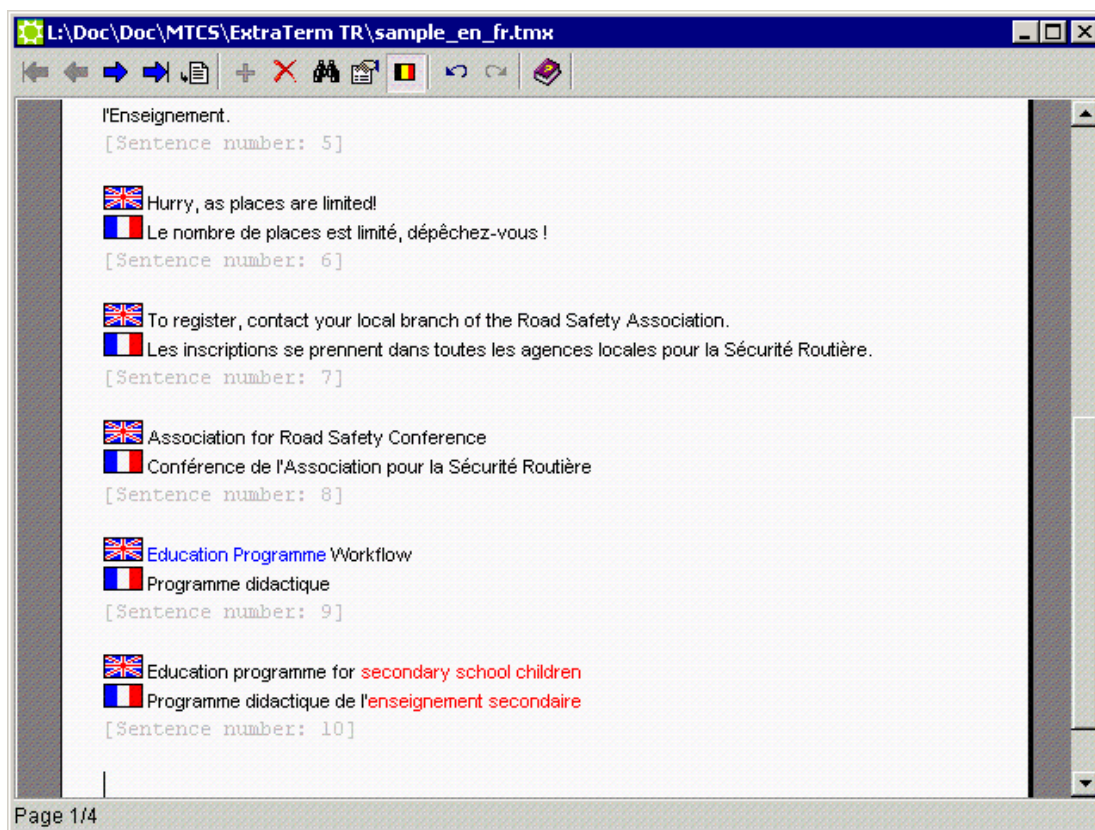 L:\Doc\Doc\MTCS\ExtraTerm TR\sample_en_fr.tmx
l'Enseignement.
[Sentence number: 5]
Hurry, as places are limited!
Le nombre de places est limité, dépêchez-vous !
[Sentence number: 6]
To register, contact your local branch of the Road Safety Association.
Les inscriptions se prennent dans toutes les agences locales pour la Sécurité Routière.
[Sentence number: 7]
Association for Road Safety Conference
Conférence de l'Association pour la Sécurité Routière
[Sentence number: 8]
Education Programme Workflow
Programme didactique
[Sentence number: 9]
Education programme for secondary school children
Programme didactique de l'enseignement secondaire
[Sentence number: 10]
Page 1/4